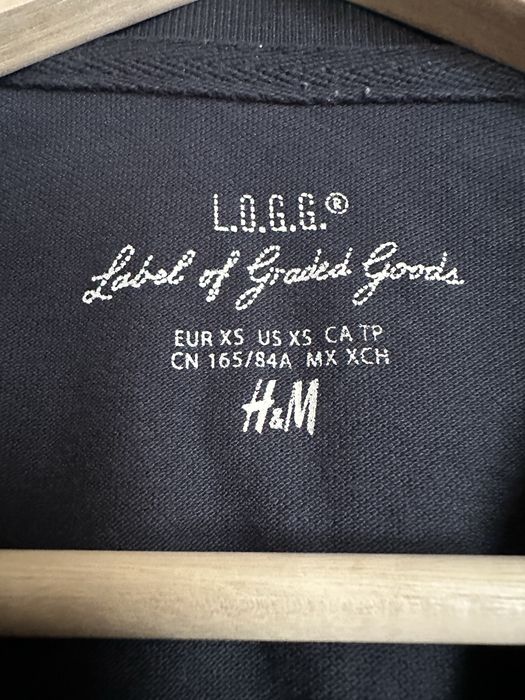 L.O.G.G.®
Label of Graded Goods
EUR XS US XS CA TP
CN 165/84A MX XCH
H&M